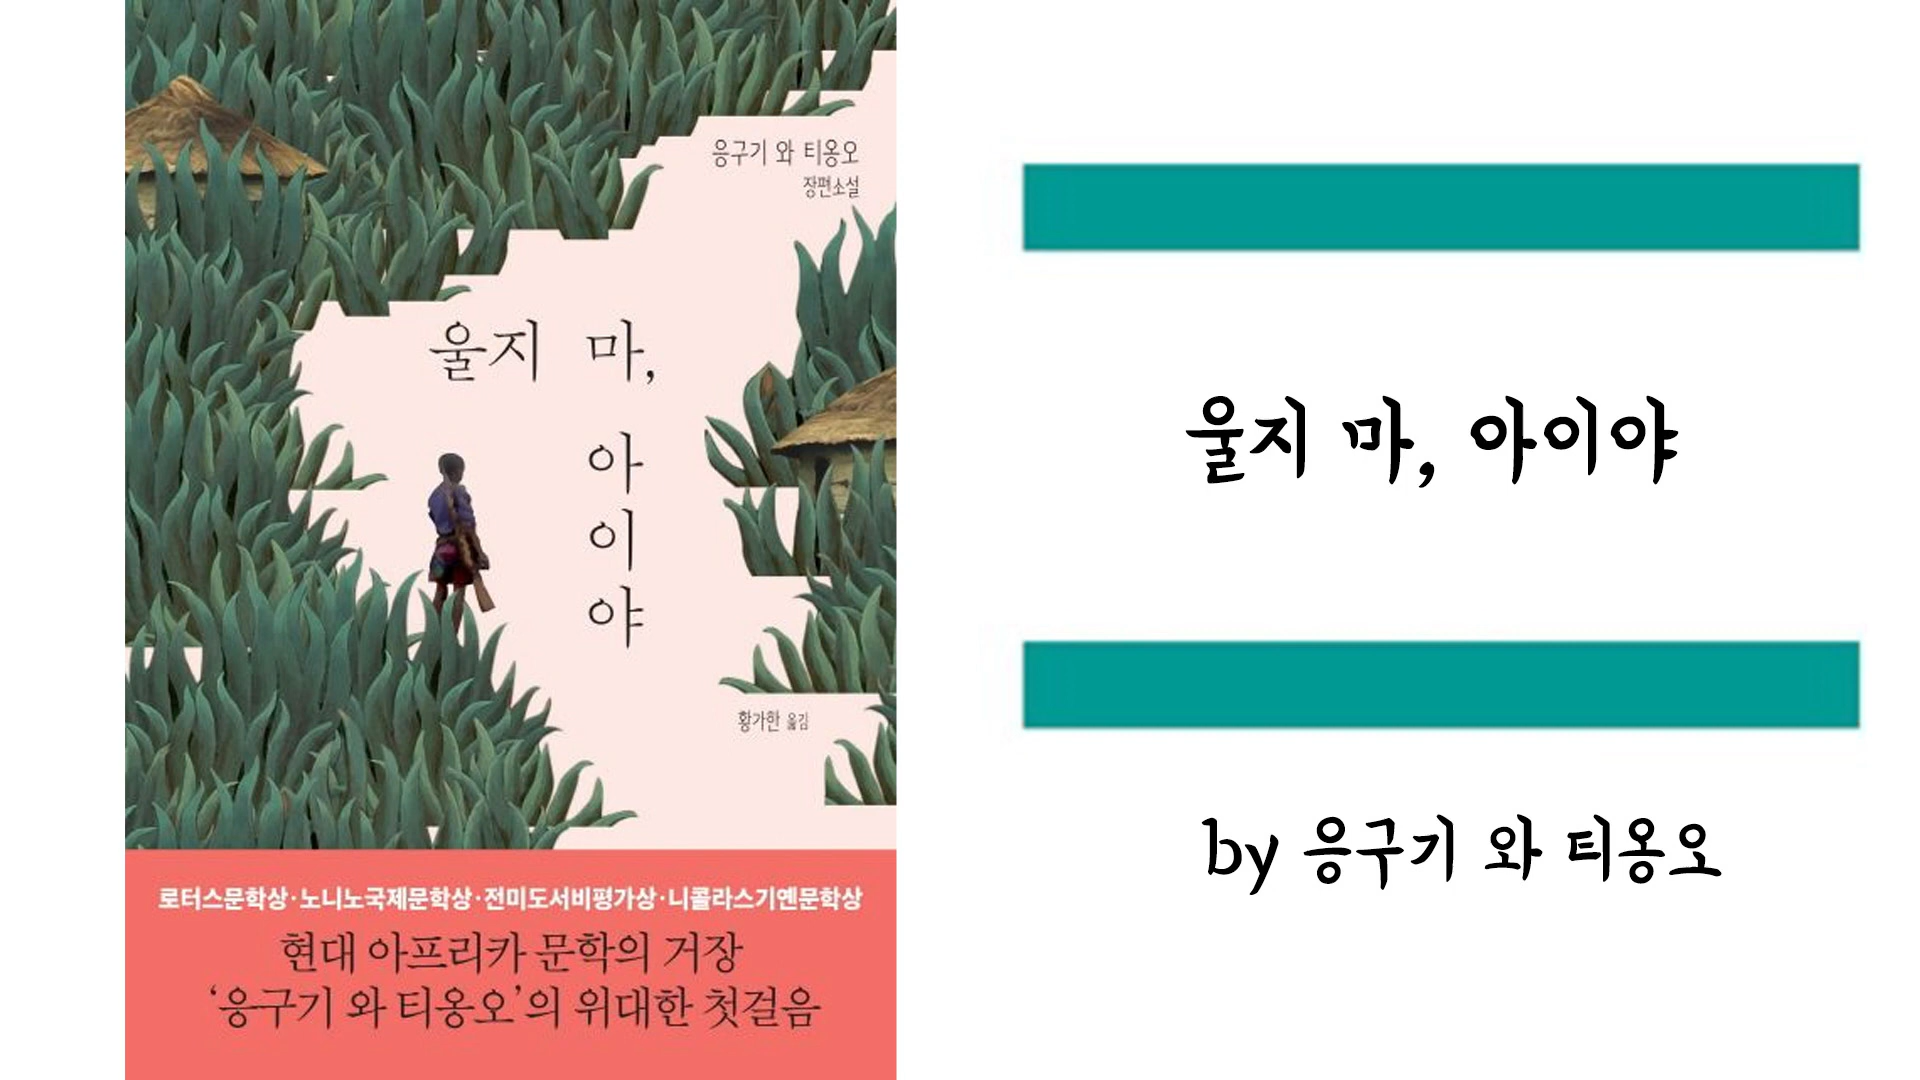 응구기 와 티옹오
장편소설
울지 마,
아
이
야
황가한 옮김
로터스문학상·노니노국제문학상·전미도서비평가상·니콜라스기옌문학상
현대 아프리카 문학의 거장
‘응구기 와 티옹오’의 위대한 첫걸음
울지 마, 아이야
by 응구기 와 티옹오